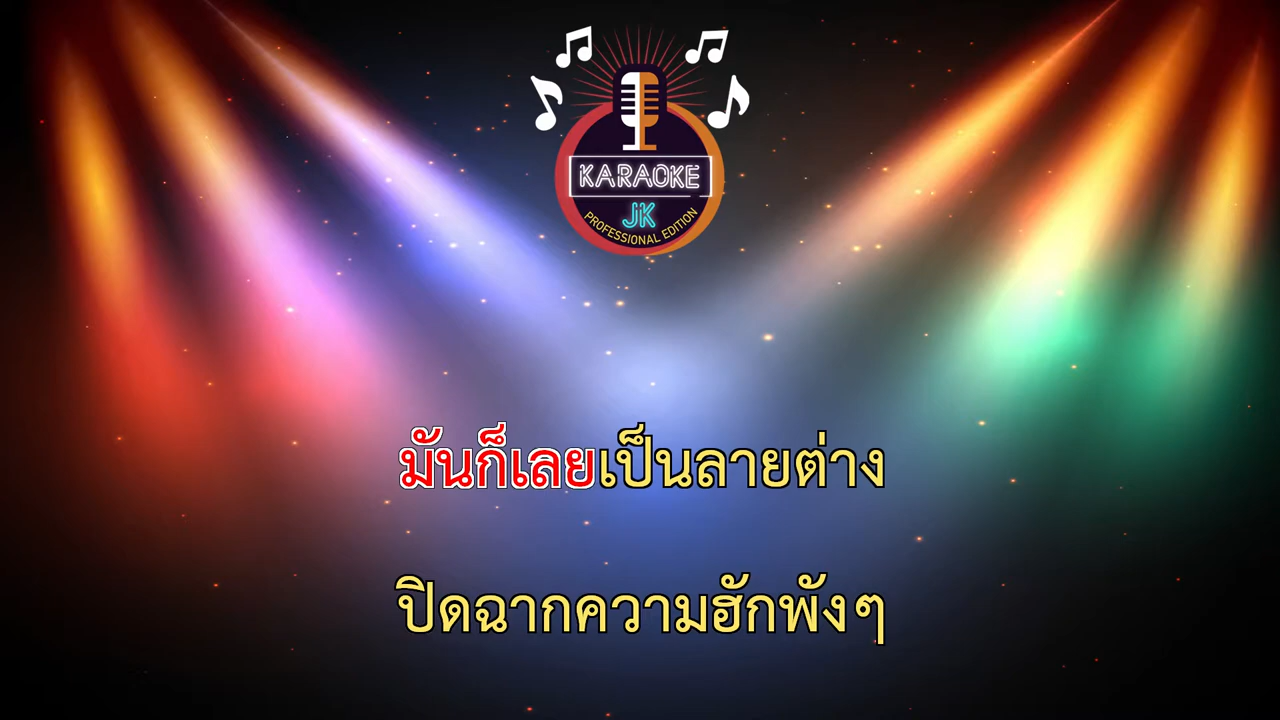 KARAOKE
JK
PROFESSIONAL EDITION
มันก็เลยเป็นลายต่าง
ปิดฉากความฮักพังๆ